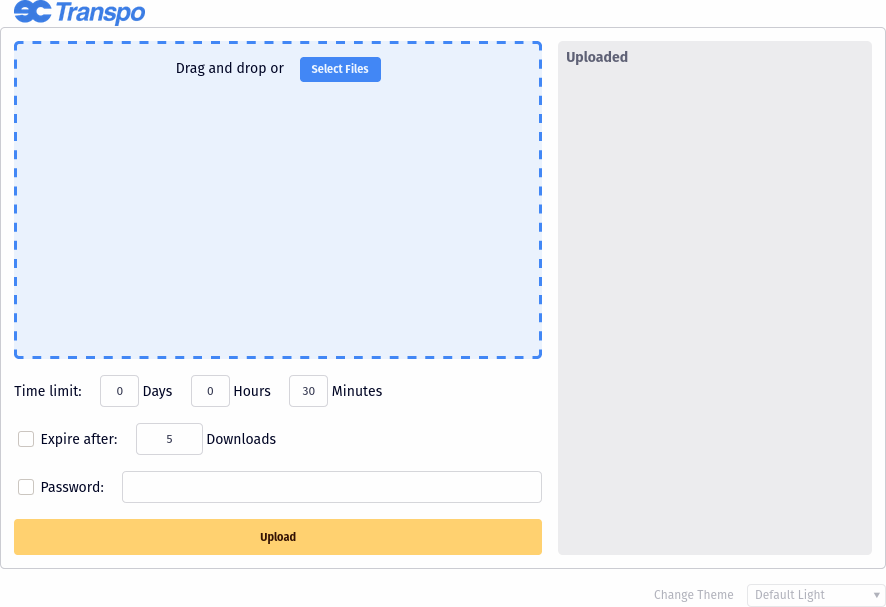 Transpo
Drag and drop or Select Files
Uploaded
Time limit: 0 Days 0 Hours 30 Minutes
Expire after: 5 Downloads
Password:
Upload
Change Theme Default Light